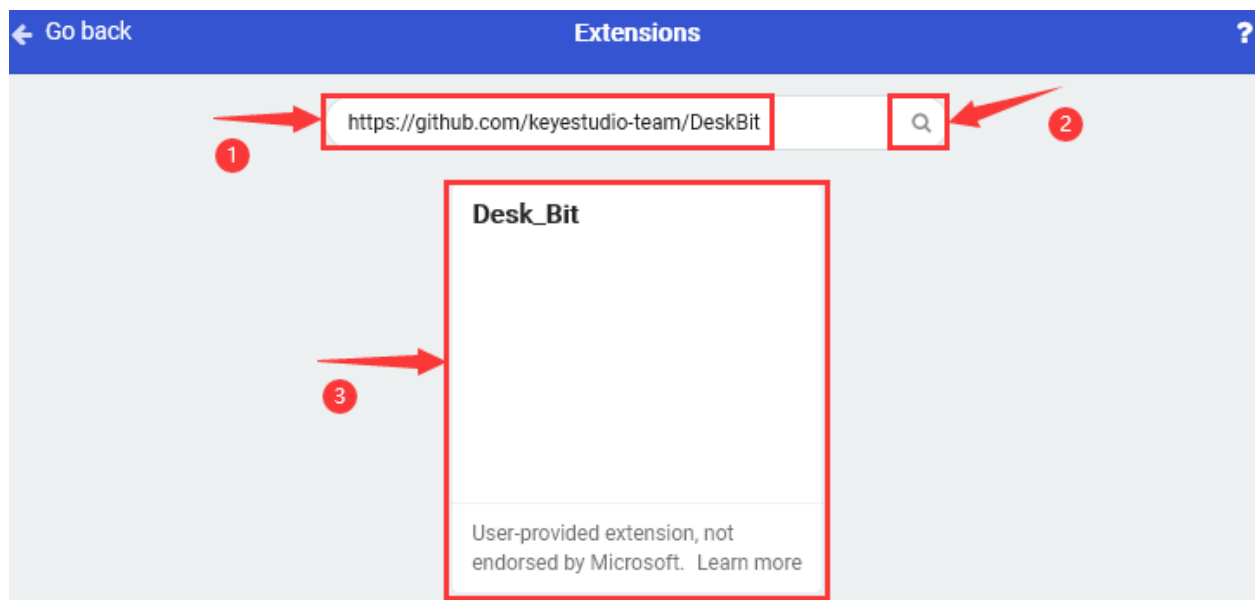 Go back
Extensions
?
https://github.com/keyestudio-team/DeskBit
1
2
Desk_Bit
3
User-provided extension, not
endorsed by Microsoft. Learn more